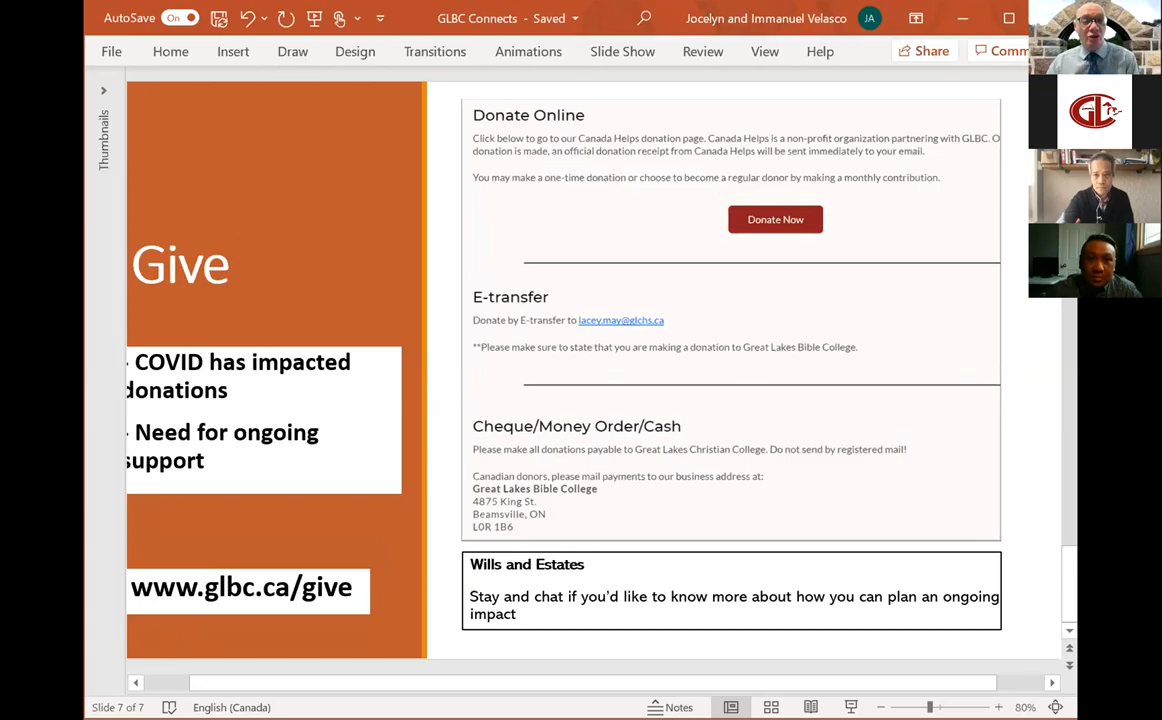 AutoSave On
GLBC Connects - Saved
Jocelyn and Immanuel Velasco
JA
File Home Insert Draw Design Transitions Animations Slide Show Review View Help Share Comm
Thumbnails
Give
- COVID has impacted
donations
- Need for ongoing
support
www.glbc.ca/give
Donate Online
Click below to go to our Canada Helps donation page. Canada Helps is a non-profit organization partnering with GLBC. O
donation is made, an official donation receipt from Canada Helps will be sent immediately to your email.
You may make a one-time donation or choose to become a regular donor by making a monthly contribution.
Donate Now
E-transfer
Donate by E-transfer to lacey.may@glchs.ca
**Please make sure to state that you are making a donation to Great Lakes Bible College.
Cheque/Money Order/Cash
Please make all donations payable to Great Lakes Christian College. Do not send by registered mail!
Canadian donors, please mail payments to our business address at:
Great Lakes Bible College
4875 King St.
Beamsville, ON
L0R 1B6
Wills and Estates
Stay and chat if you'd like to know more about how you can plan an ongoing
impact
GL
Slide 7 of 7
English (Canada)
Notes
80%